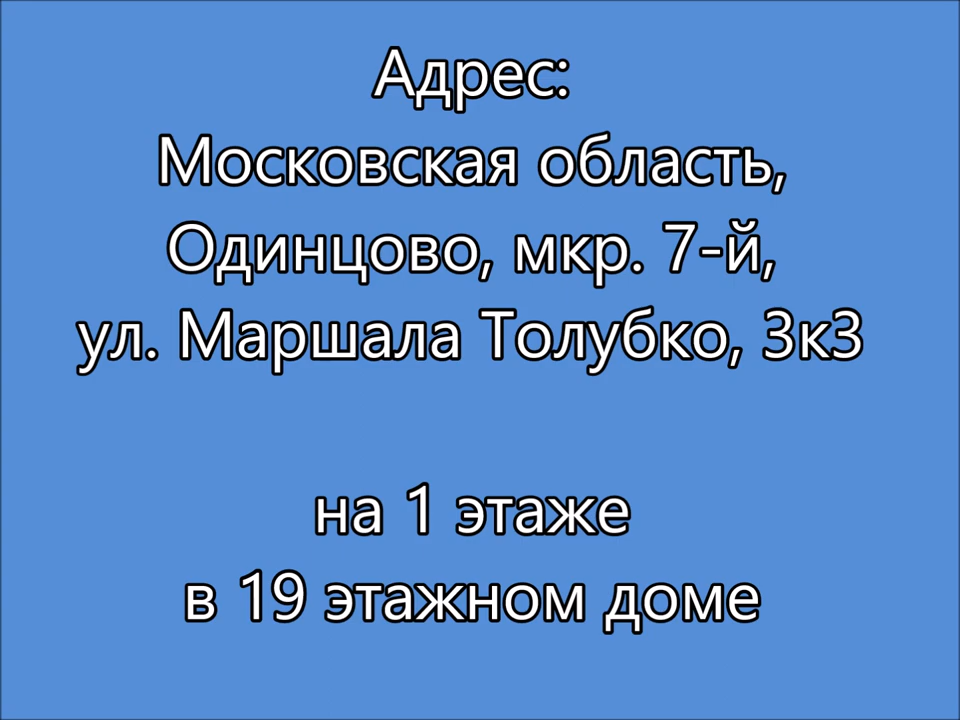 Адрес:
Московская область,
Одинцово, мкр. 7-й,
ул. Маршала Толубко, 3к3
на 1 этаже
в 19 этажном доме